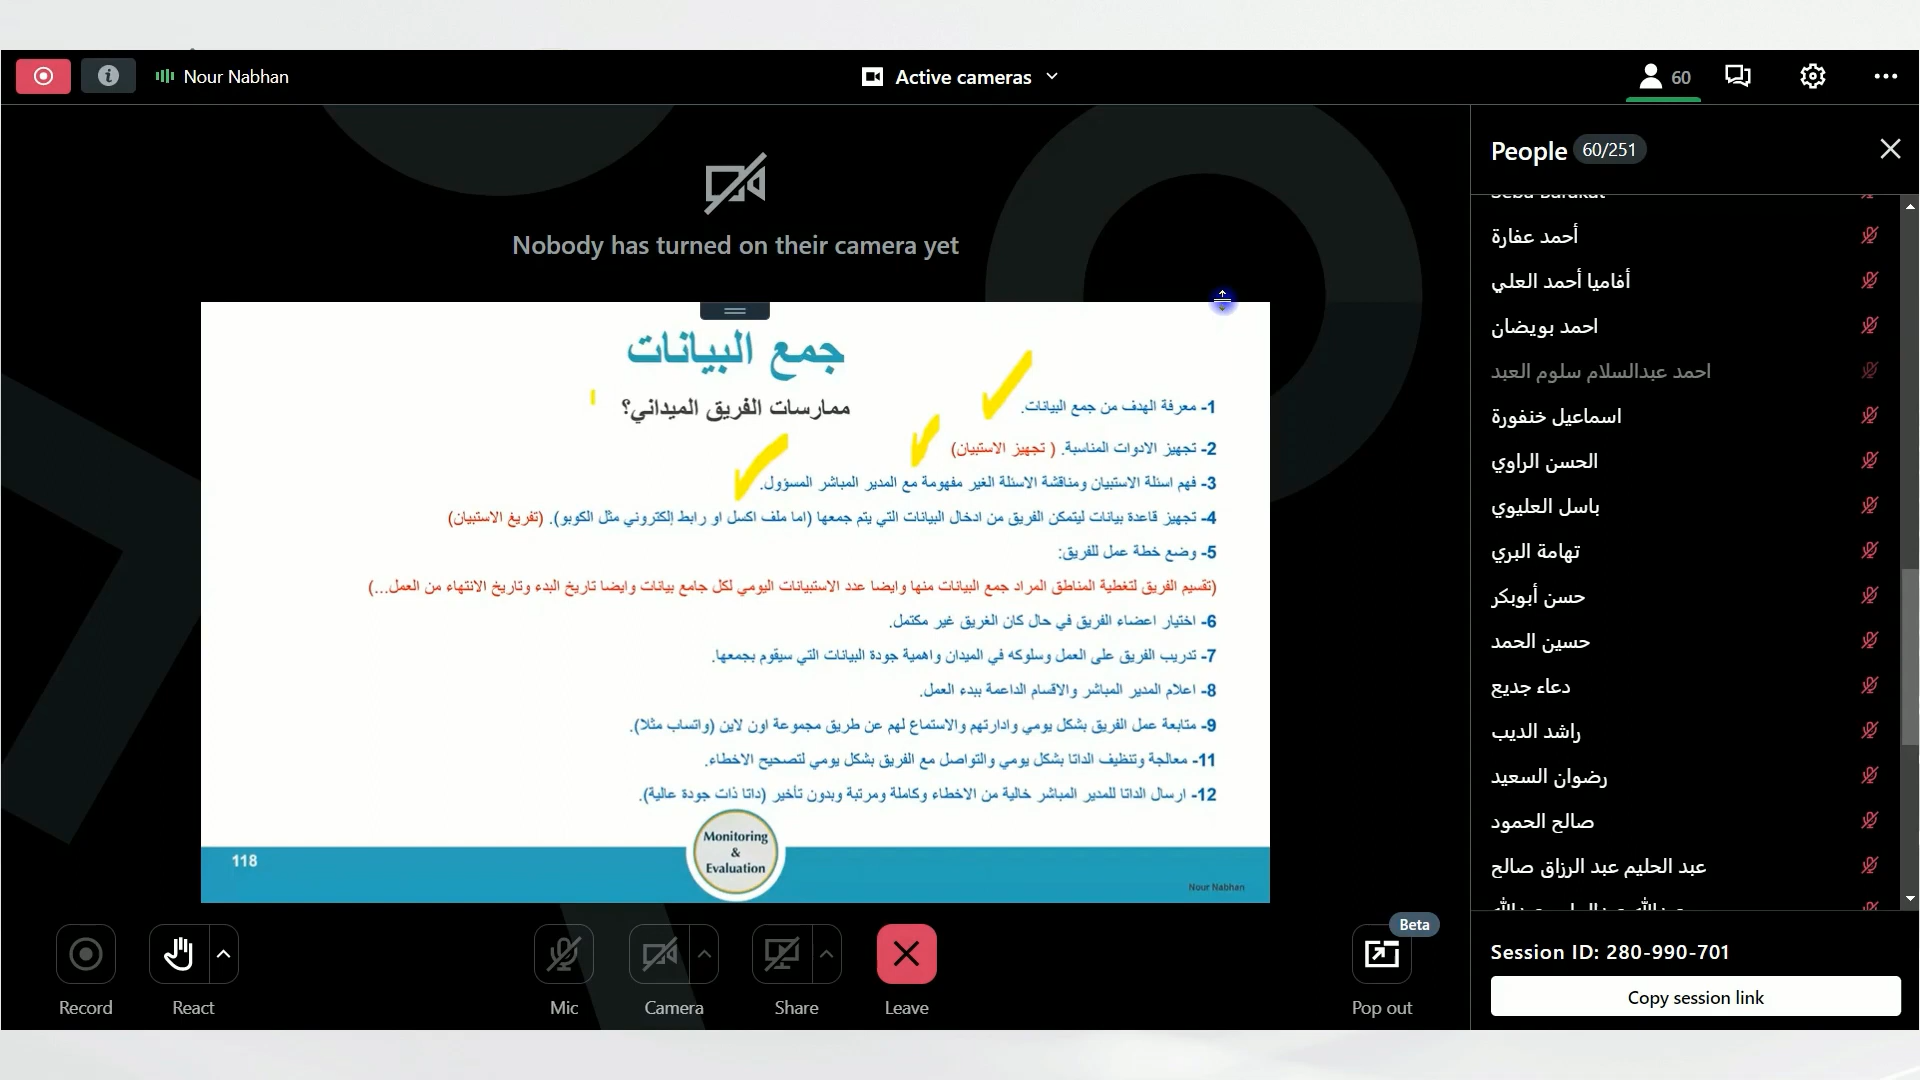 Nour Nabhan
Active cameras
60
People 60/251
Nobody has turned on their camera yet
جمع البيانات
ممارسات الفريق الميداني؟
1- معرفة الهدف من جمع البيانات.
2- تجهيز الادوات المناسبة. ( تجهيز الاستبيان)
3- فهم اسئلة الاستبيان ومناقشة الاسئلة الغير مفهومة مع المدير المباشر المسؤول.
4- تجهيز قاعدة بيانات ليتمكن الفريق من ادخال البيانات التي يتم جمعها (اما ملف اكسل او رابط إلكتروني مثل الكوبو). (تفريغ الاستبيان)
5- وضع خطة عمل للفريق:
(تقسيم الفريق لتغطية المناطق المراد جمع البيانات منها وايضا عدد الاستبيانات اليومي لكل جامع بيانات وايضا تاريخ البدء وتاريخ الانتهاء من العمل...)
6- اختيار اعضاء الفريق في حال كان الفريق غير مكتمل.
7- تدريب الفريق على العمل وسلوكه في الميدان واهمية جودة البيانات التي سيقوم بجمعها.
8- اعلام المدير المباشر والاقسام الداعمة ببدء العمل.
9- متابعة عمل الفريق بشكل يومي وادارتهم والاستماع لهم عن طريق مجموعة اون لاين (واتساب مثلا).
11- معالجة وتنظيف الداتا بشكل يومي والتواصل مع الفريق بشكل يومي لتصحيح الاخطاء.
12- ارسال الداتا للمدير المباشر خالية من الاخطاء وكاملة ومرتبة وبدون تأخير (داتا ذات جودة عالية).
Monitoring
&
Evaluation
118
Nour Nabhan
أحمد عفارة
أفاميا أحمد العلي
احمد بويضان
احمد عبدالسلام سلوم العبد
اسماعيل خنفورة
الحسن الراوي
باسل العليوي
تهامة البري
حسن أبوبكر
حسين الحمد
دعاء جديع
راشد الديب
رضوان السعيد
صالح الحمود
عبد الحليم عبد الرزاق صالح
Session ID: 280-990-701
Copy session link
Record
React
Mic
Camera
Share
Leave
Beta
Pop out